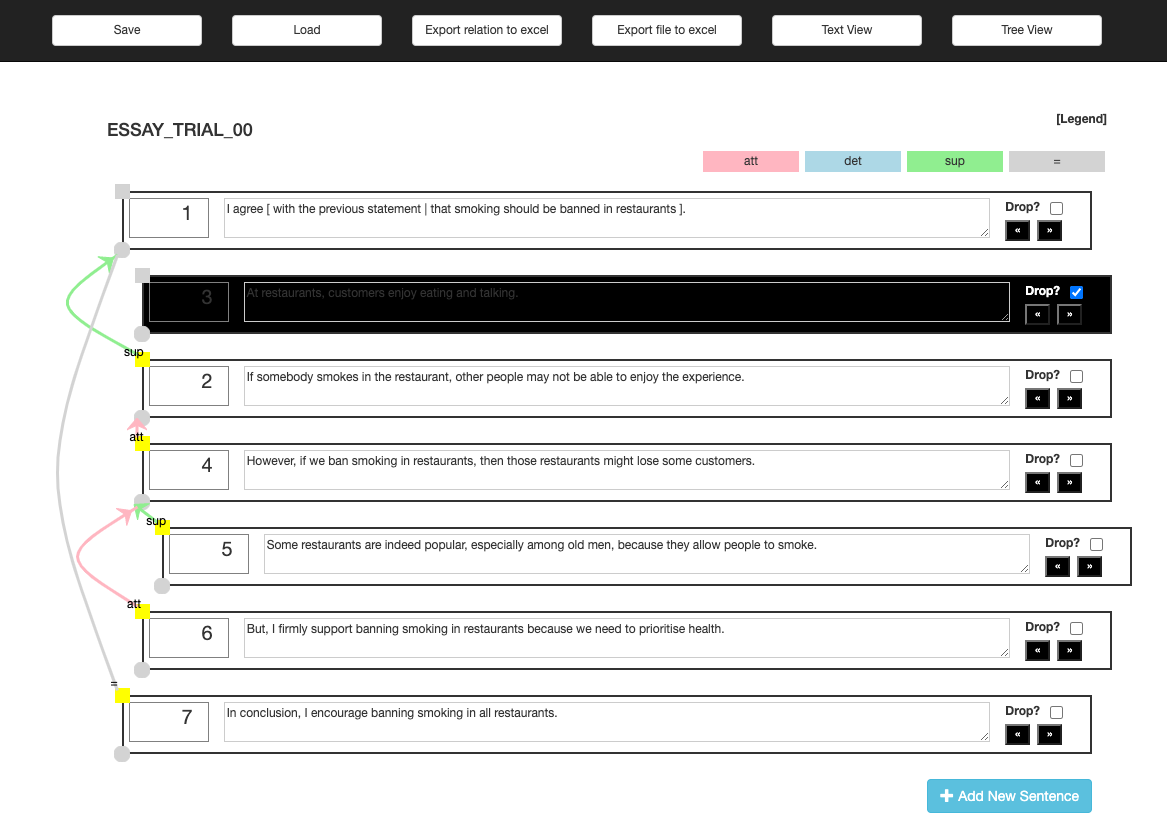 Save Load Export relation to excel Export file to excel Text View Tree View
[Legend]
ESSAY_TRIAL_00
att det sup =
1 I agree [ with the previous statement | that smoking should be banned in restaurants ]. Drop?
« »
3 At restaurants, customers enjoy eating and talking. Drop?
« »
sup
2 If somebody smokes in the restaurant, other people may not be able to enjoy the experience. Drop?
« »
att
4 However, if we ban smoking in restaurants, then those restaurants might lose some customers. Drop?
« »
sup
5 Some restaurants are indeed popular, especially among old men, because they allow people to smoke. Drop?
« »
att
6 But, I firmly support banning smoking in restaurants because we need to prioritise health. Drop?
« »
=
7 In conclusion, I encourage banning smoking in all restaurants. Drop?
« »
+ Add New Sentence